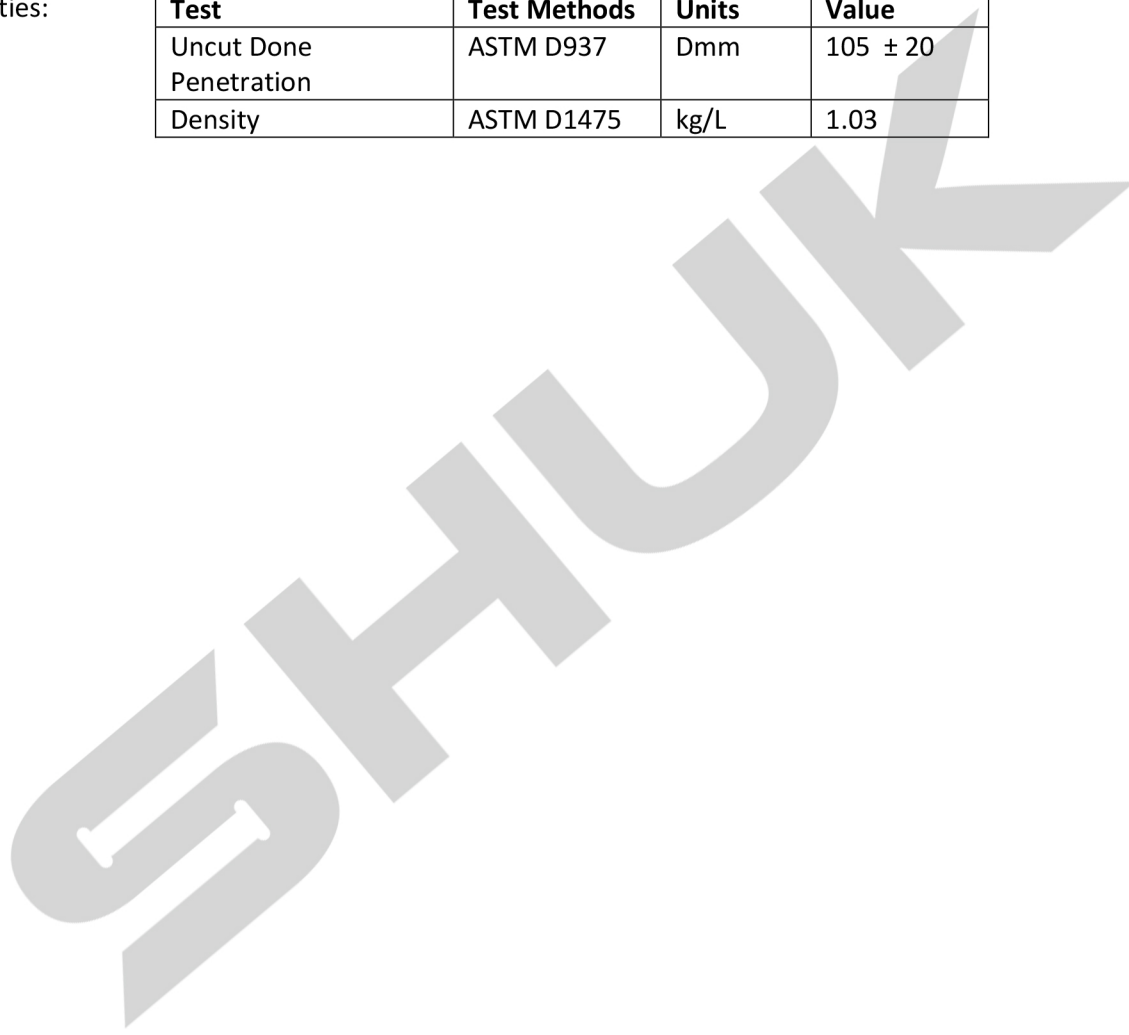 ties:
Test Test Methods Units Value
Uncut Done Penetration ASTM D937 Dmm 105 ± 20
Density ASTM D1475 kg/L 1.03
SHUK